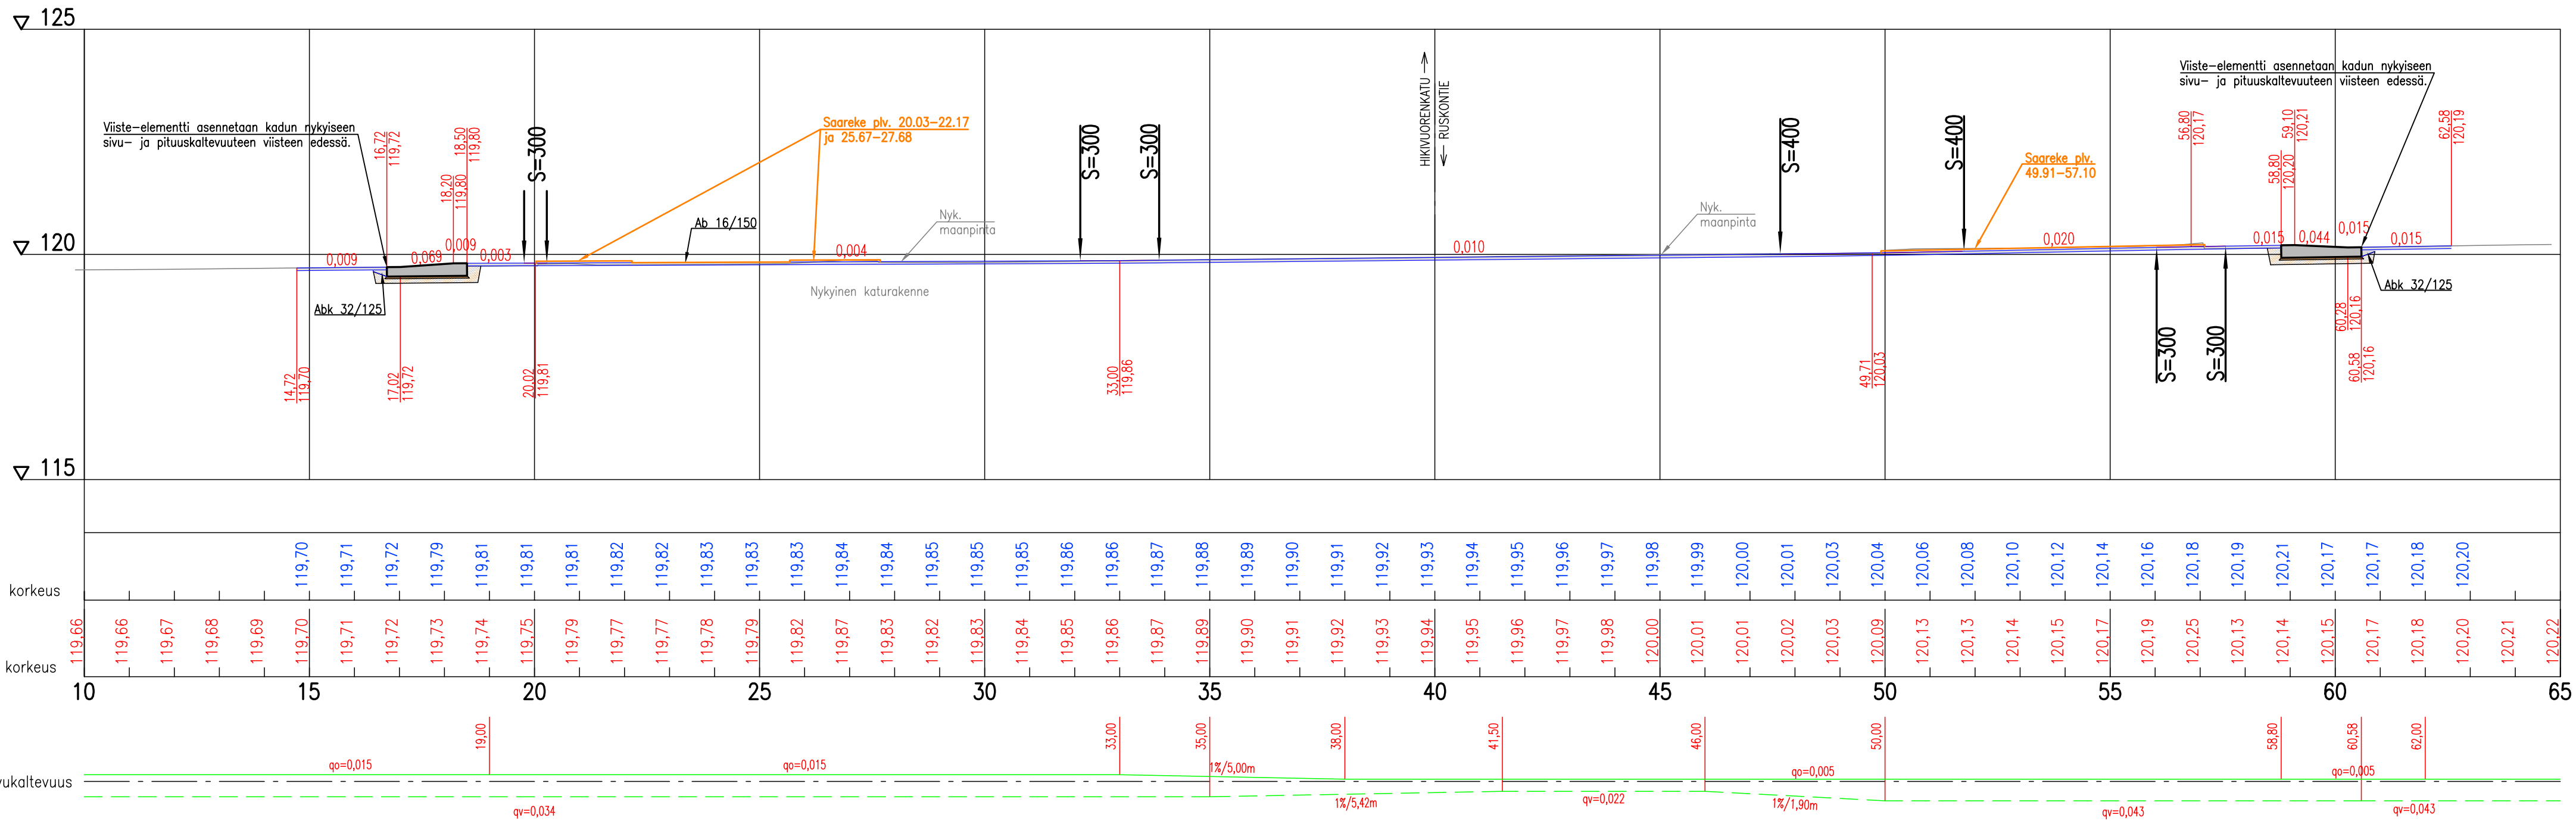 125
Viiste-elementti asennetaan kadun nykyiseen
sivu- ja pituuskaltevuuteen viisteen edessä.
16,72
119,72
18,20
119,80
18,50
119,80
S=300
Saareke plv. 20.03-22.17
ja 25.67-27.68
Ab 16/150
Nyk.
maanpinta
S=300
S=300
HIKIVUORENKATU
RUSKONTIE
Nyk.
maanpinta
S=400
S=400
Saareke plv.
49.91-57.10
Viiste-elementti asennetaan kadun nykyiseen
sivu- ja pituuskaltevuuteen viisteen edessä.
56,80
120,17
58,80
120,20
59,10
120,21
62,58
120,19
120
0,009
0,069
0,009
0,003
0,004
0,010
0,020
0,015
0,044
0,015
0,015
Abk 32/125
Nykyinen katurakenne
Abk 32/125
14,72
119,70
17,02
119,72
20,02
119,81
33,00
119,86
49,71
120,03
S=300
S=300
60,28
120,16
60,58
120,16
115
korkeus
119,70 119,71 119,72 119,79 119,81 119,81 119,81 119,82 119,82 119,83 119,83 119,83 119,84 119,84 119,85 119,85 119,85 119,86 119,86 119,87 119,88 119,89 119,90 119,91 119,92 119,93 119,94 119,95 119,96 119,97 119,98 119,99 120,00 120,01 120,03 120,04 120,06 120,08 120,10 120,12 120,14 120,16 120,18 120,19 120,21 120,17 120,17 120,18 120,20
korkeus
119,66 119,66 119,67 119,68 119,69 119,70 119,71 119,72 119,73 119,74 119,75 119,79 119,77 119,77 119,78 119,79 119,82 119,87 119,83 119,82 119,83 119,84 119,85 119,86 119,87 119,89 119,90 119,91 119,92 119,93 119,94 119,95 119,96 119,97 119,98 120,00 120,01 120,01 120,02 120,03 120,09 120,13 120,13 120,14 120,15 120,17 120,19 120,25 120,13 120,14 120,15 120,17 120,18 120,20 120,21 120,22
10 15 20 25 30 35 40 45 50 55 60 65
19,00 33,00 35,00 38,00 41,50 46,00 50,00 58,80 60,58 62,00
vukaltevuus
qo=0,015
qo=0,015
1%/5,00m
qo=0,005
qo=0,005
qv=0,034
1%/5,42m
qv=0,022
1%/1,90m
qv=0,043
qv=0,043